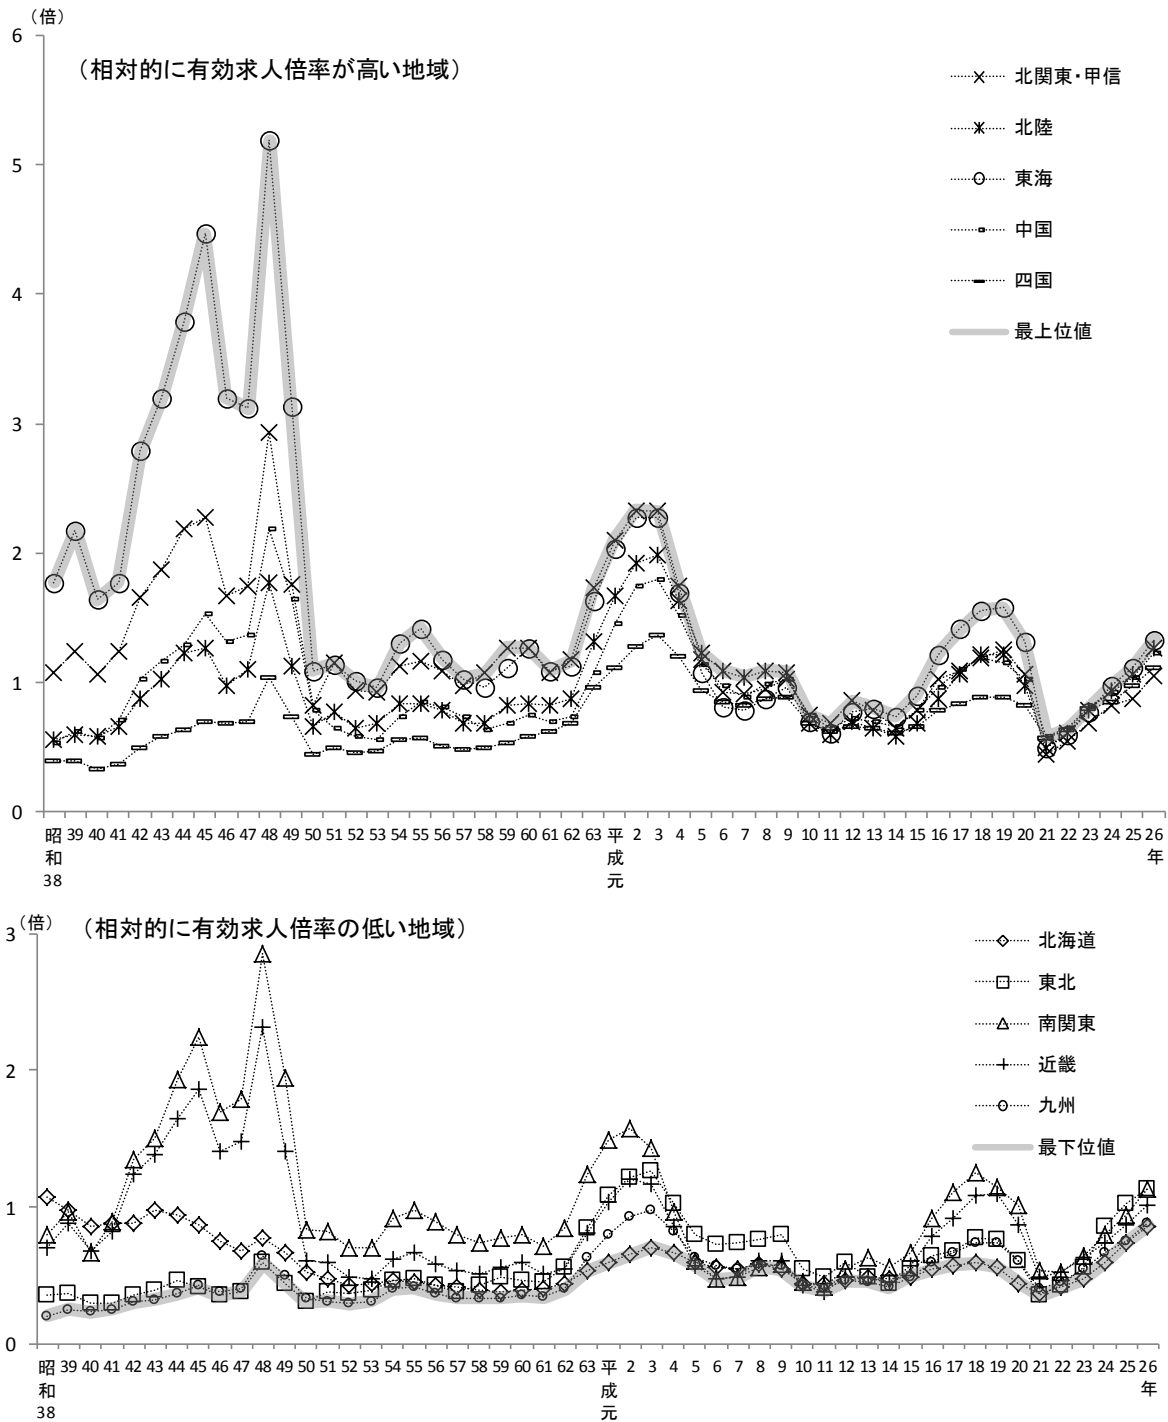 （倍）
（相対的に有効求人倍率が高い地域）
6
5
4
3
2
1
0
北関東・甲信
北陸
東海
中国
四国
最上位値
昭和38 39 40 41 42 43 44 45 46 47 48 49 50 51 52 53 54 55 56 57 58 59 60 61 62 63 平成元 2 3 4 5 6 7 8 9 10 11 12 13 14 15 16 17 18 19 20 21 22 23 24 25 26年
（倍）
（相対的に有効求人倍率の低い地域）
3
2
1
0
北海道
東北
南関東
近畿
九州
最下位値
昭和38 39 40 41 42 43 44 45 46 47 48 49 50 51 52 53 54 55 56 57 58 59 60 61 62 63 平成元 2 3 4 5 6 7 8 9 10 11 12 13 14 15 16 17 18 19 20 21 22 23 24 25 26年